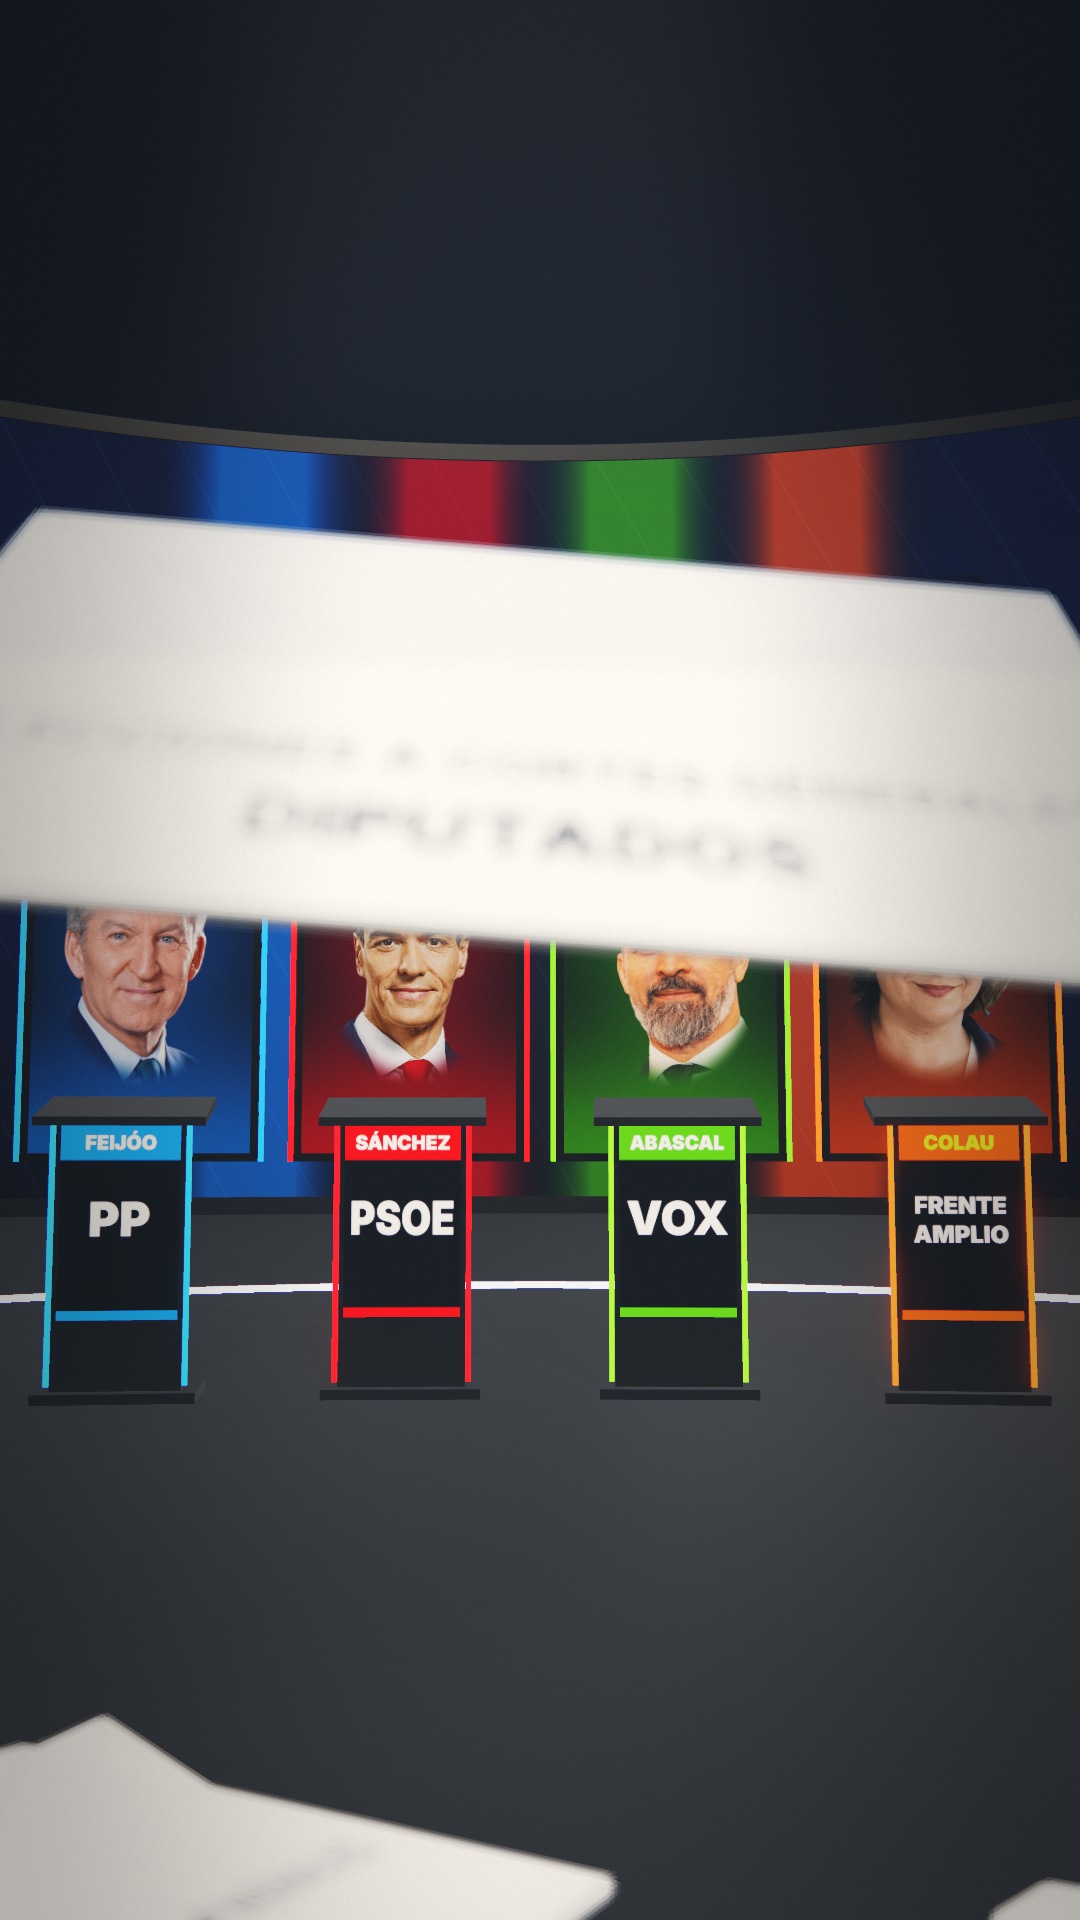 DIPUTADOS
FEIJÓO
SÁNCHEZ
ABASCAL
COLAU
PP
PSOE
VOX
FRENTE
AMPLIO